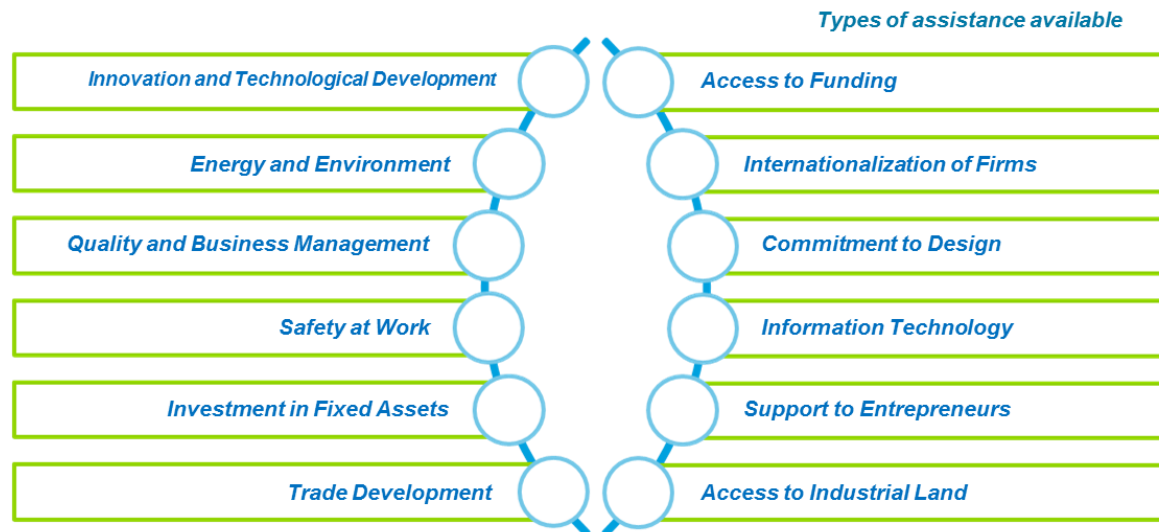 Types of assistance available
Innovation and Technological Development
Access to Funding
Energy and Environment
Internationalization of Firms
Quality and Business Management
Commitment to Design
Safety at Work
Information Technology
Investment in Fixed Assets
Support to Entrepreneurs
Trade Development
Access to Industrial Land